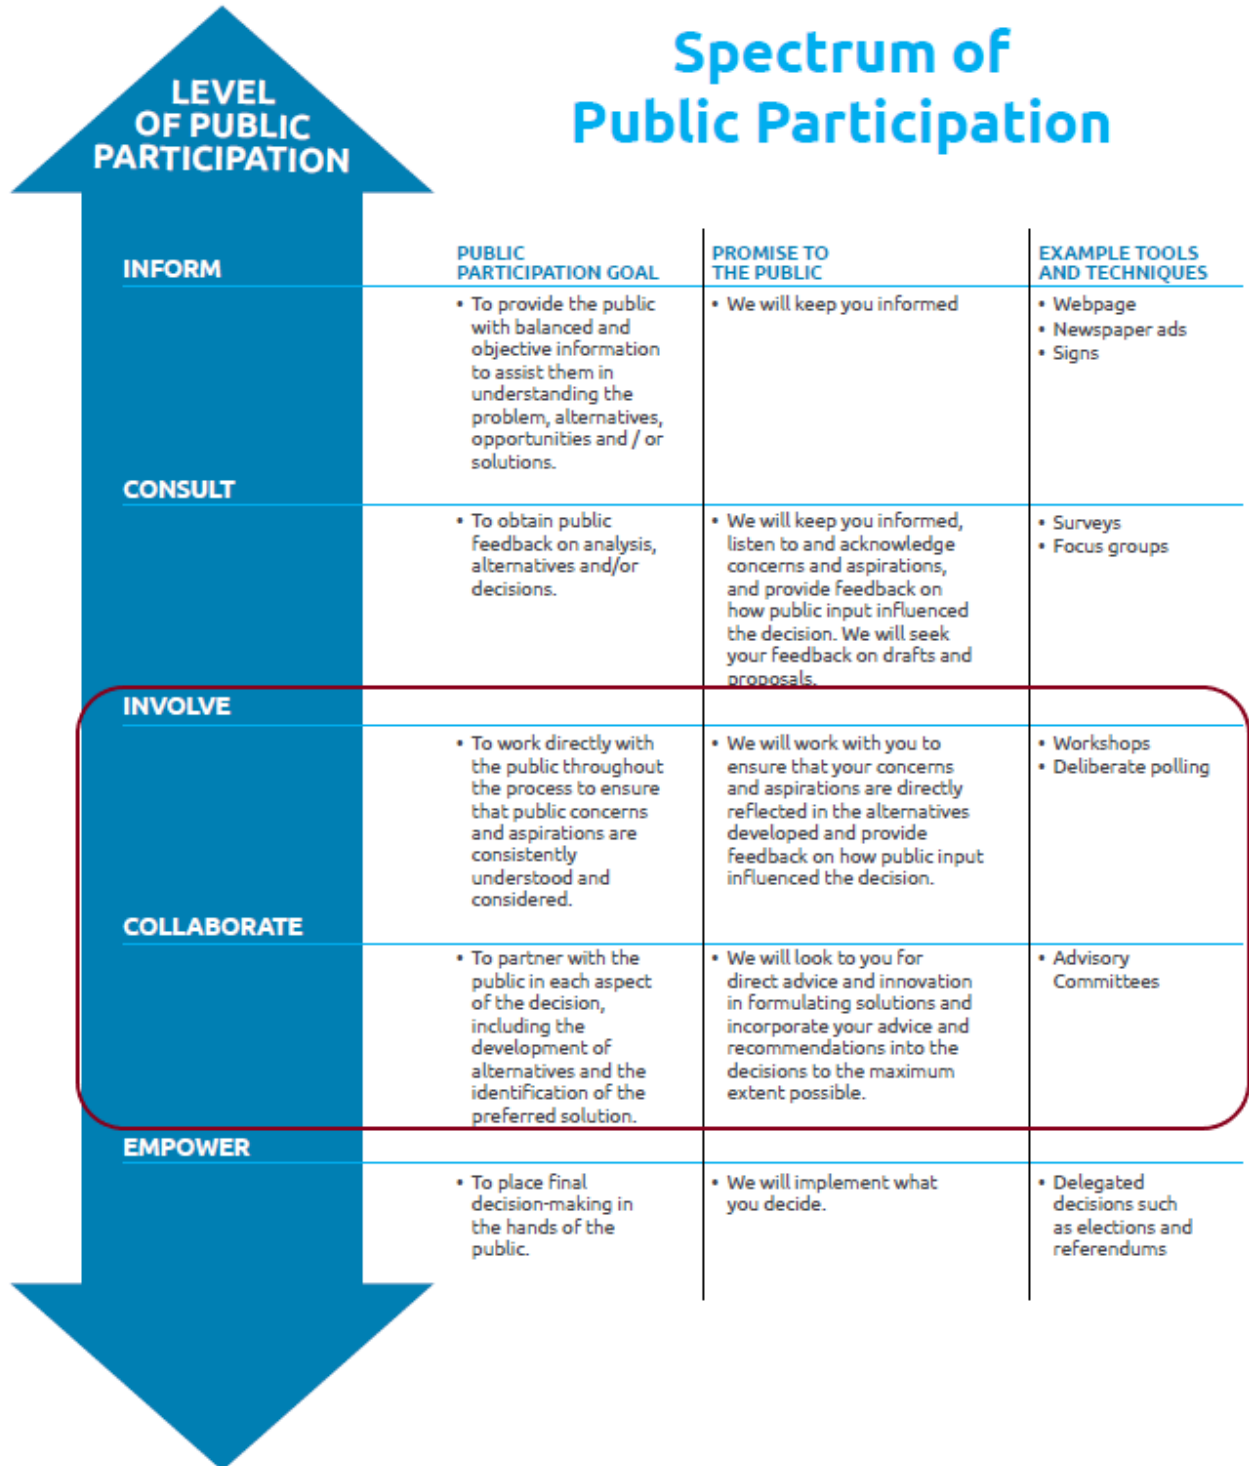 LEVEL
OF PUBLIC
PARTICIPATION
Spectrum of
Public Participation
INFORM
PUBLIC
PARTICIPATION GOAL
PROMISE TO
THE PUBLIC
EXAMPLE TOOLS
AND TECHNIQUES
• To provide the public
with balanced and
objective information
to assist them in
understanding the
problem, alternatives,
opportunities and / or
solutions.
• We will keep you informed
• Webpage
• Newspaper ads
• Signs
CONSULT
• To obtain public
feedback on analysis,
alternatives and/or
decisions.
• We will keep you informed,
listen to and acknowledge
concerns and aspirations,
and provide feedback on
how public input influenced
the decision. We will seek
your feedback on drafts and
proposals.
• Surveys
• Focus groups
INVOLVE
• To work directly with
the public throughout
the process to ensure
that public concerns
and aspirations are
consistently
understood and
considered.
• We will work with you to
ensure that your concerns
and aspirations are directly
reflected in the alternatives
developed and provide
feedback on how public input
influenced the decision.
• Workshops
• Deliberate polling
COLLABORATE
• To partner with the
public in each aspect
of the decision,
including the
development of
alternatives and the
identification of the
preferred solution.
• We will look to you for
direct advice and innovation
in formulating solutions and
incorporate your advice and
recommendations into the
decisions to the maximum
extent possible.
• Advisory
Committees
EMPOWER
• To place final
decision-making in
the hands of the
public.
• We will implement what
you decide.
• Delegated
decisions such
as elections and
referendums